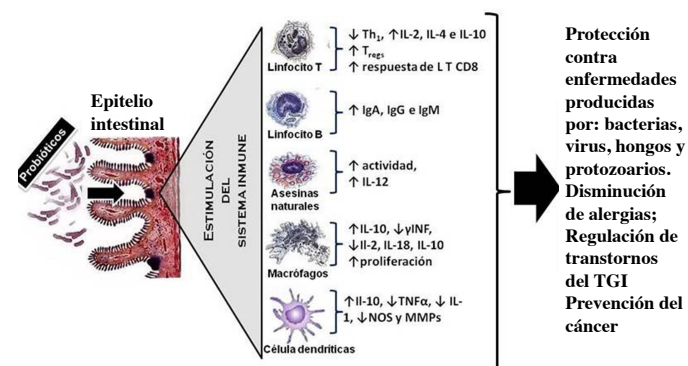 Probióticos
Epitelio
intestinal
ESTIMULACIÓN
DEL
SISTEMA INMUNE
Linfocito T
↓ Th₁, ↑IL-2, IL-4 e IL-10
↑ Tregs
↑ respuesta de L T CD8
Linfocito B
↑ IgA, IgG e IgM
Asesinas
naturales
↑ actividad,
↑ IL-12
Macrófagos
↑IL-10, ↓γINF,
↓Il-2, IL-18, IL-10
↑proliferación
Célula dendríticas
↑Il-10, ↓TNFα, ↓ IL-
1, ↓NOS y MMPs
Protección
contra
enfermedades
producidas
por: bacterias,
virus, hongos y
protozoarios.
Disminución
de alergias;
Regulación de
transtornos
del TGI
Prevención del
cáncer